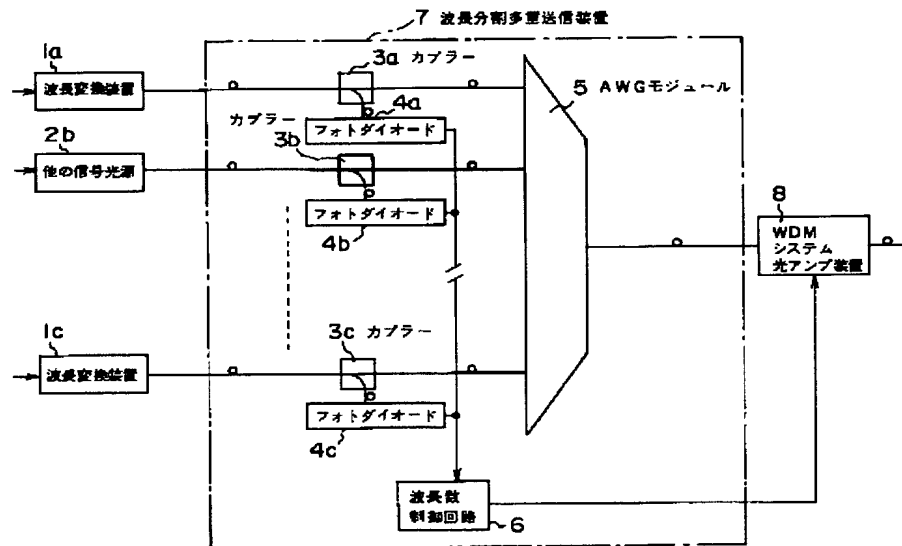 7 波長分割多重送信装置
1a
波長変換装置
3a カプラー
5 AWGモジュール
4a
フォトダイオード
カプラー
3b
2b
他の信号光源
フォトダイオード
4b
8
WDM
システム
光アンプ装置
1c
波長変換装置
3c カプラー
フォトダイオード
4c
波長数
制御回路
6